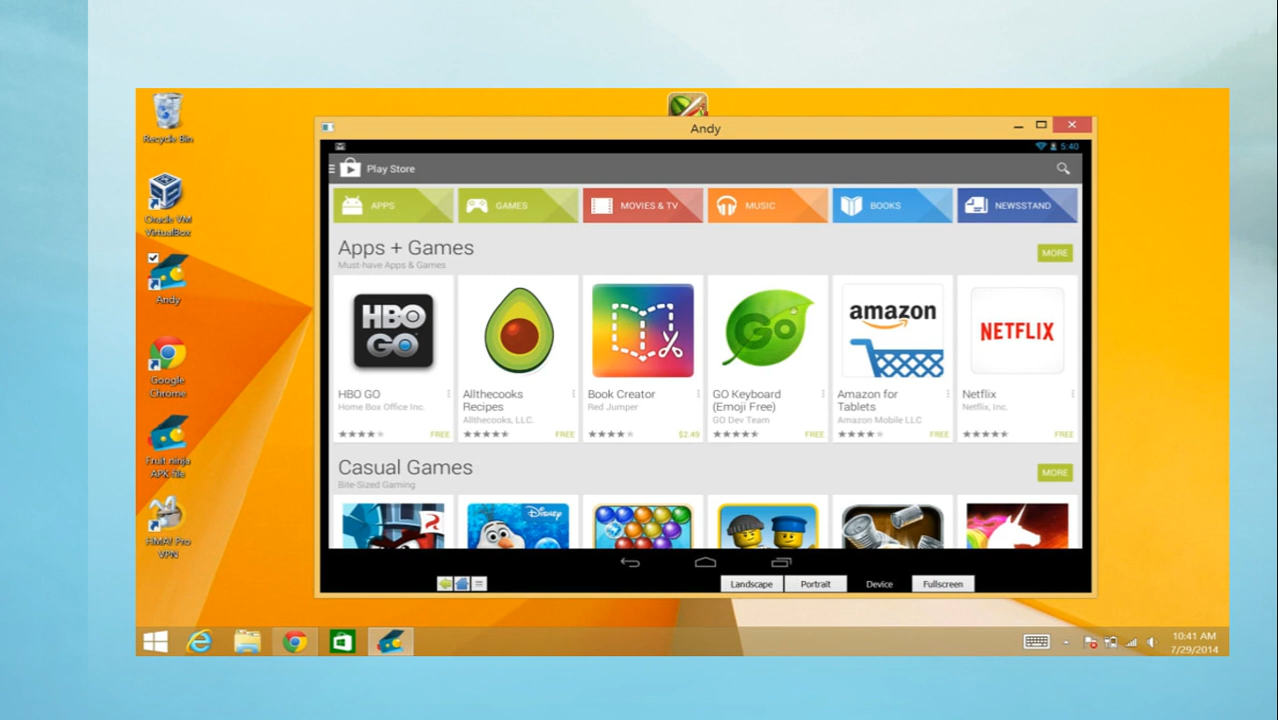 Recycle Bin
Oracle VM
VirtualBox
Andy
Google
Chrome
Fruit ninja
APK file
HMA! Pro
VPN
Andy
5:40
Play Store
APPS
GAMES
MOVIES & TV
MUSIC
BOOKS
NEWSSTAND
Apps + Games
Must-have Apps & Games
MORE
HBO
GO
HBO GO
Home Box Office Inc.
FREE
Allthecooks
Recipes
Allthecooks, LLC.
FREE
Book Creator
Red Jumper
$2.49
GO
GO Keyboard
(Emoji Free)
GO Dev Team
FREE
amazon
Amazon for
Tablets
Amazon Mobile LLC
FREE
NETFLIX
Netflix
Netflix, Inc.
FREE
Casual Games
Bite-Sized Gaming
MORE
Disney
Landscape
Portrait
Device
Fullscreen
10:41 AM
7/29/2014